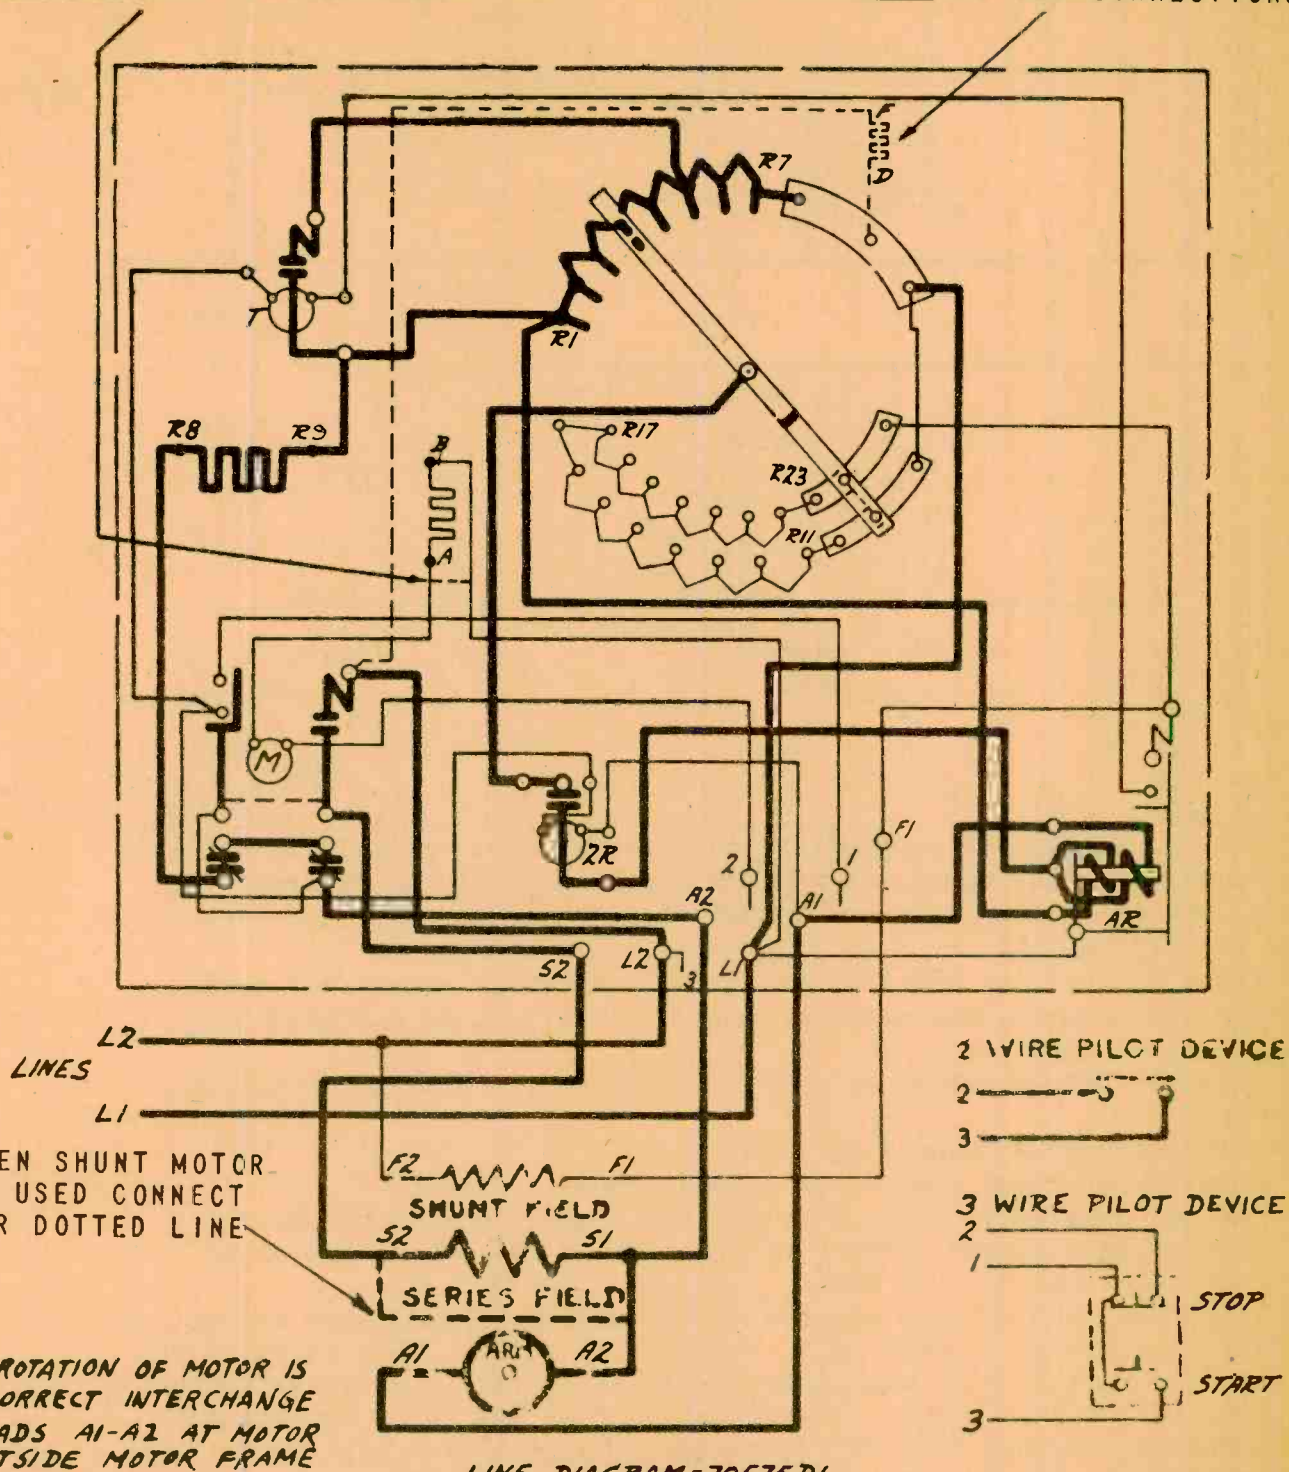 F
D
R7
T
R1
R8 R9
B
R17
R23
A
R11
M
2R
F1
2 1
A2 A1
AR
S2 L2 3 L1
L2
LINES
L1
2 WIRE PILOT DEVICE
2
3
EN SHUNT MOTOR
USED CONNECT
R DOTTED LINE
F2 F1
SHUNT FIELD
S2 S1
SERIES FIELD
A1 ARM A2
3 WIRE PILOT DEVICE
2
1
STOP
START
3
ROTATION OF MOTOR IS
ORRECT INTERCHANGE
ADS A1-A2 AT MOTOR
TSIDE MOTOR FRAME